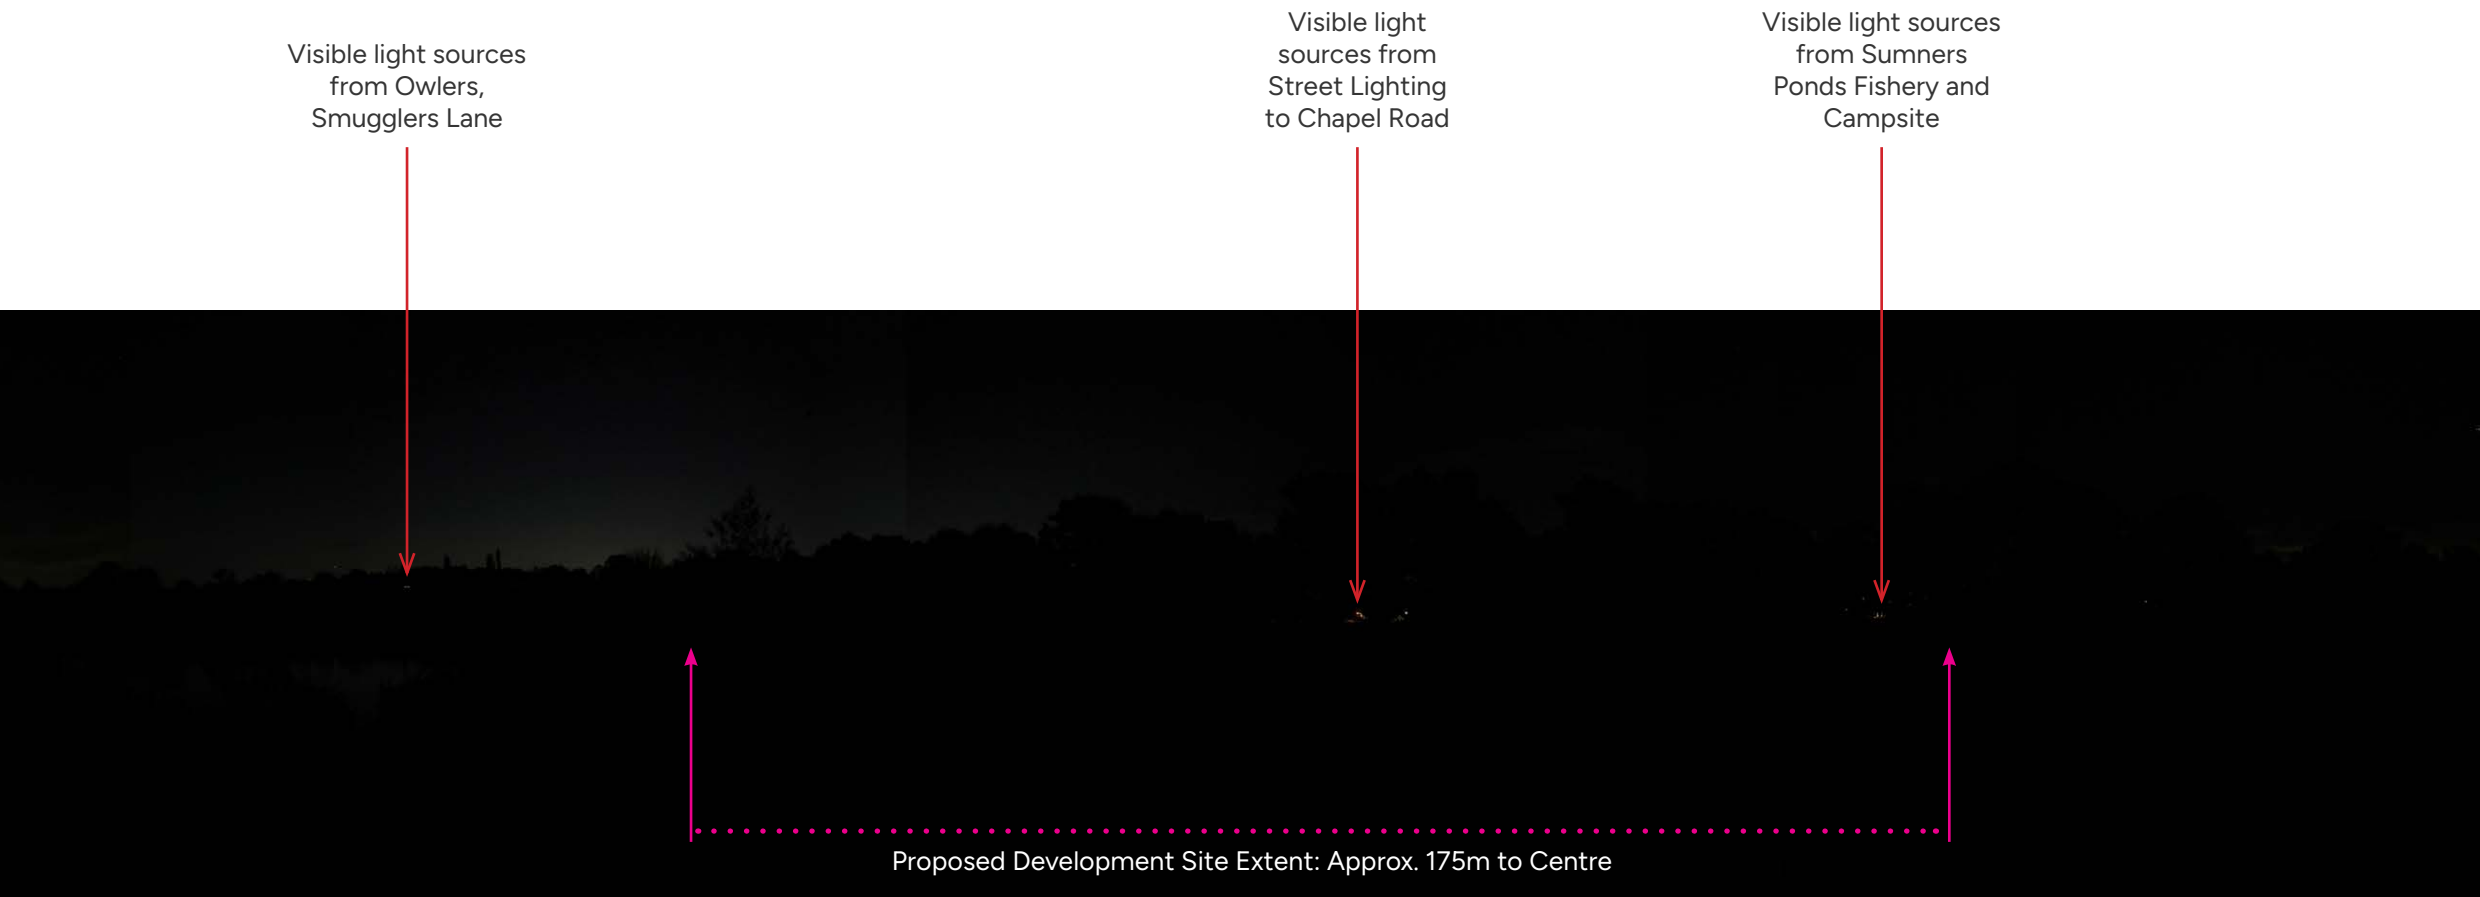 Visible light sources
from Owlers,
Smugglers Lane
Visible light
sources from
Street Lighting
to Chapel Road
Visible light sources
from Sumners
Ponds Fishery and
Campsite
Proposed Development Site Extent: Approx. 175m to Centre